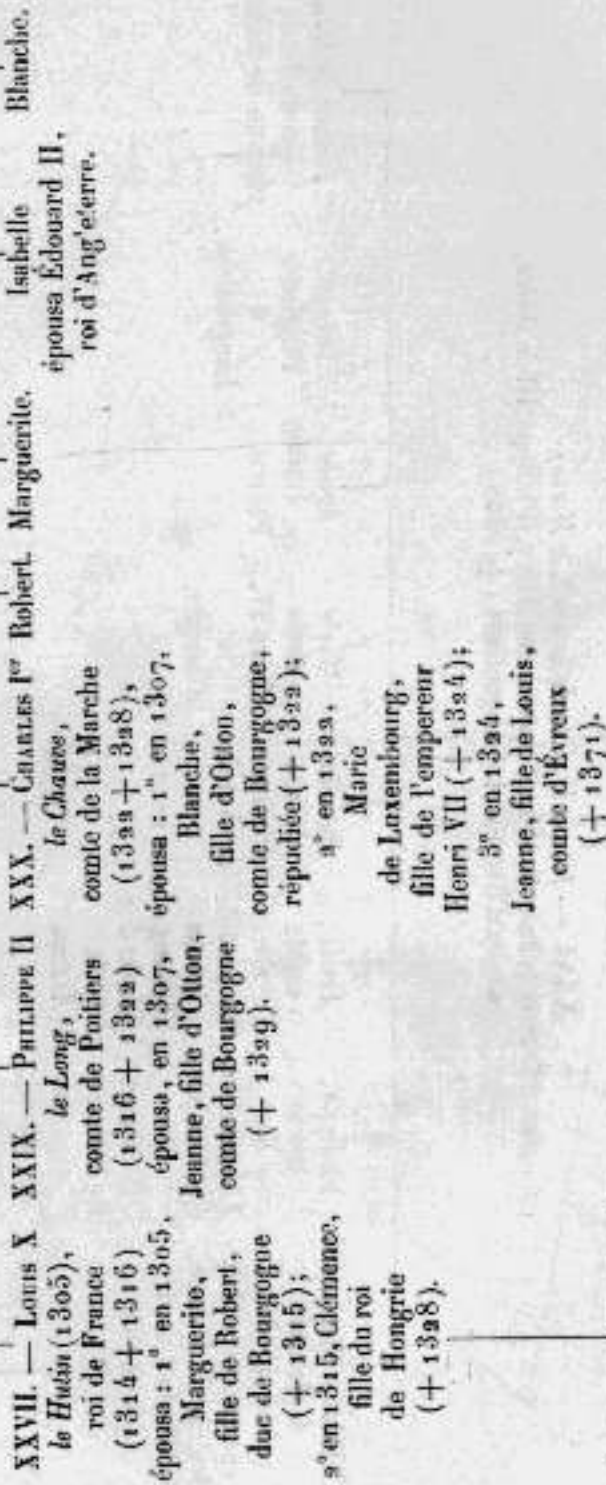 XXVII. — Louis X
le Hutin (1305),
roi de France
(1314 + 1316)
épousa : 1° en 1305,
Marguerite,
fille de Robert,
duc de Bourgogne
(+ 1315);
2° en 1315, Clémence,
fille du roi
de Hongrie
(+ 1328).
XXIX. — Philippe II
le Long,
comte de Poitiers
(1316 + 1322)
épousa, en 1307,
Jeanne, fille d'Otton,
comte de Bourgogne
(+ 1329).
XXX. — Charles Ier
le Chauve,
comte de la Marche
(1322 + 1328),
épousa : 1° en 1307,
Blanche,
fille d'Otton,
comte de Bourgogne,
répudiée (+ 1322);
2° en 1322,
Marie
de Luxembourg,
fille de l'empereur
Henri VII (+ 1324);
3° en 1324,
Jeanne, fille de Louis,
comte d'Évreux
(+ 1371).
Robert.
Marguerite.
Isabelle
épousa Édouard II,
roi d'Ang'eterre.
Blanche.